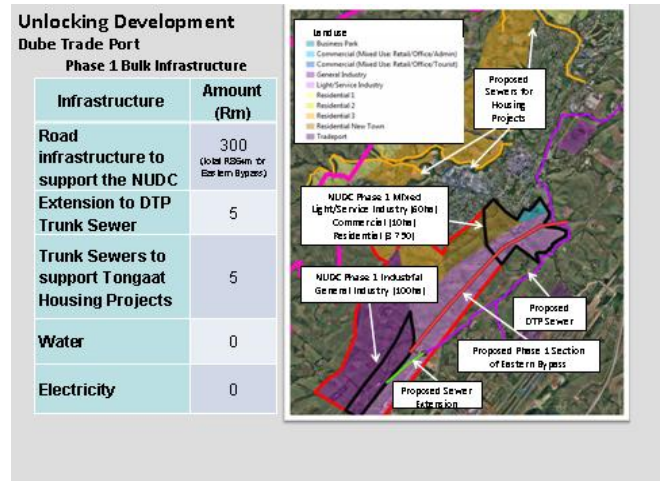 Unlocking Development
Dube Trade Port
Phase 1 Bulk Infrastructure
Infrastructure
Amount
(Rm)
Road
infrastructure to
support the NUDC
300
(total R86m for
Eastern Bypass)
Extension to DTP
Trunk Sewer
5
Trunk Sewers to
support Tongaat
Housing Projects
5
Water
0
Electricity
0
Landuse
Business Park
Commercial (Mixed Use: Retail/Office/Admin)
Commercial (Mixed Use: Retail/Office/Tourist)
General Industry
Light/Service Industry
Residential 1
Residential 2
Residential 3
Residential New Town
Tradeport
Proposed
Sewers for
Housing
Projects
NUDC Phase 1 Mixed
Light/Service Industry (60ha)
Commercial (10ha)
Residential (3 750)
NUDC Phase 1 Industrial
General Industry (100ha)
Proposed
DTP Sewer
Proposed Phase 1 Section
of Eastern Bypass
Proposed Sewer
Extension